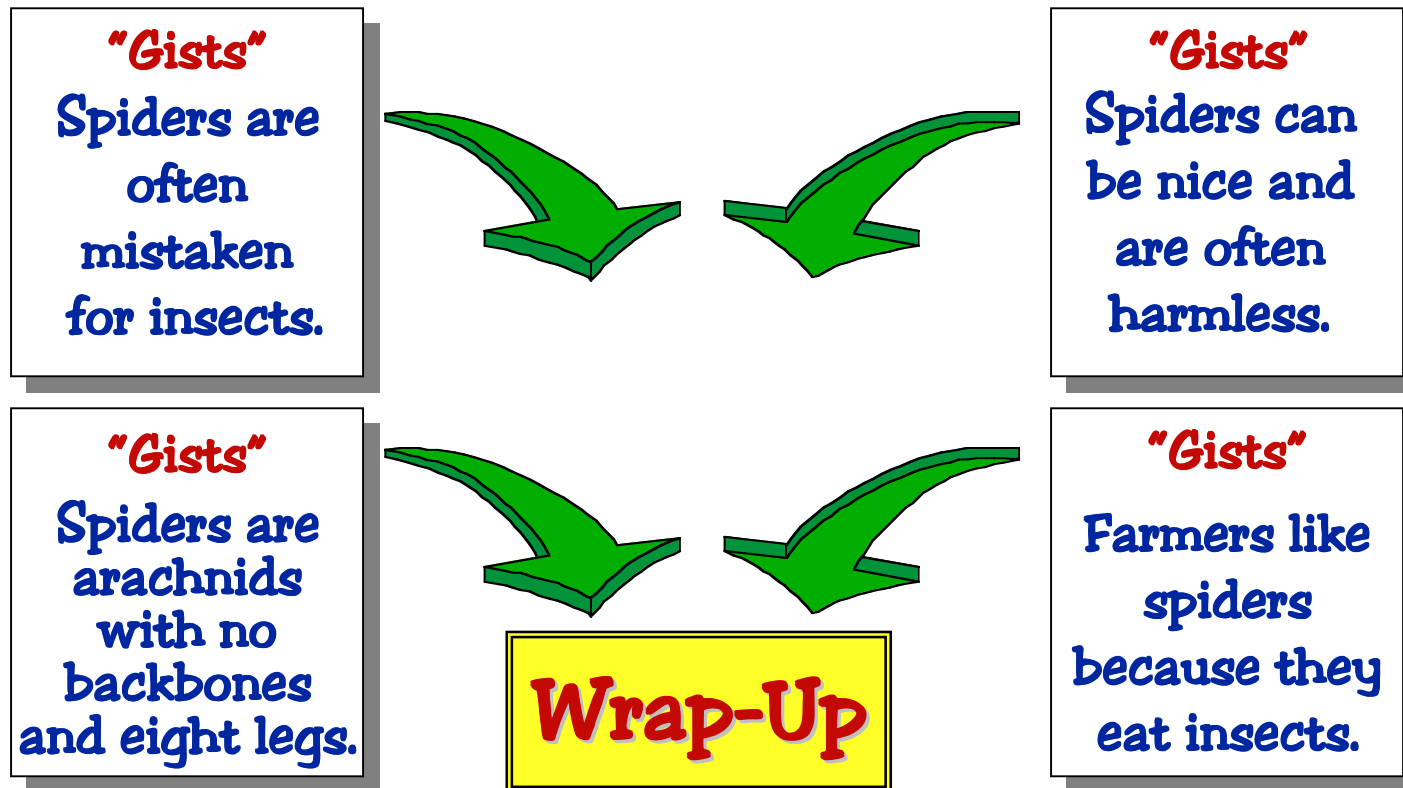 ”Gists”
Spiders are
often
mistaken
for insects.
”Gists”
Spiders can
be nice and
are often
harmless.
”Gists”
Spiders are
arachnids
with no
backbones
and eight legs.
”Gists”
Farmers like
spiders
because they
eat insects.
Wrap-Up